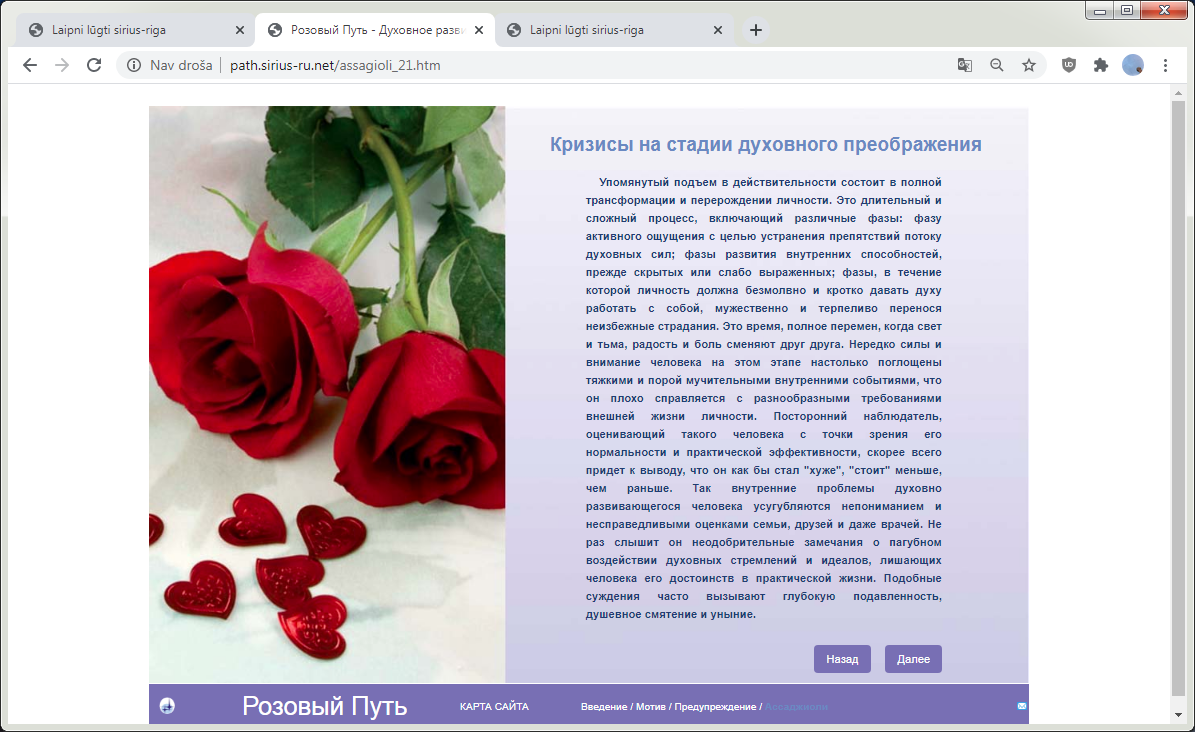 Laipni lūgti sirius-riga
Розовый Путь - Духовное разви
Laipni lūgti sirius-riga
Nav droša
path.sirius-ru.net/assagioli_21.htm
Кризисы на стадии духовного преображения
Упомянутый подъем в действительности состоит в полной
трансформации и перерождении личности. Это длительный и
сложный процесс, включающий различные фазы: фазу
активного ощущения с целью устранения препятствий потоку
духовных сил; фазы развития внутренних способностей,
прежде скрытых или слабо выраженных; фазы, в течение
которой личность должна безмолвно и кротко давать духу
работать с собой, мужественно и терпеливо перенося
неизбежные страдания. Это время, полное перемен, когда свет
и тьма, радость и боль сменяют друг друга. Нередко силы и
внимание человека на этом этапе настолько поглощены
тяжкими и порой мучительными внутренними событиями, что
он плохо справляется с разнообразными требованиями
внешней жизни личности. Посторонний наблюдатель,
оценивающий такого человека с точки зрения его
нормальности и практической эффективности, скорее всего
придет к выводу, что он как бы стал "хуже", "стоит" меньше,
чем раньше. Так внутренние проблемы духовно
развивающегося человека усугубляются непониманием и
несправедливыми оценками семьи, друзей и даже врачей. Не
раз слышит он неодобрительные замечания о пагубном
воздействии духовных стремлений и идеалов, лишающих
человека его достоинств в практической жизни. Подобные
суждения часто вызывают глубокую подавленность,
душевное смятение и уныние.
Назад Далее
Розовый Путь КАРТА САЙТА Введение / Мотив / Предупреждение /